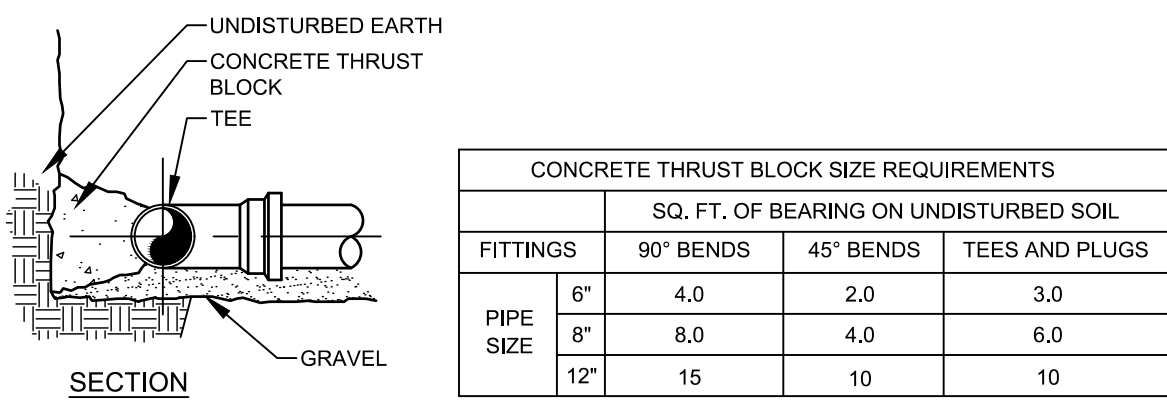 UNDISTURBED EARTH
CONCRETE THRUST
BLOCK
TEE
GRAVEL
SECTION
CONCRETE THRUST BLOCK SIZE REQUIREMENTS
SQ. FT. OF BEARING ON UNDISTURBED SOIL
FITTINGS 90° BENDS 45° BENDS TEES AND PLUGS
PIPE SIZE
6" 4.0 2.0 3.0
8" 8.0 4.0 6.0
12" 15 10 10